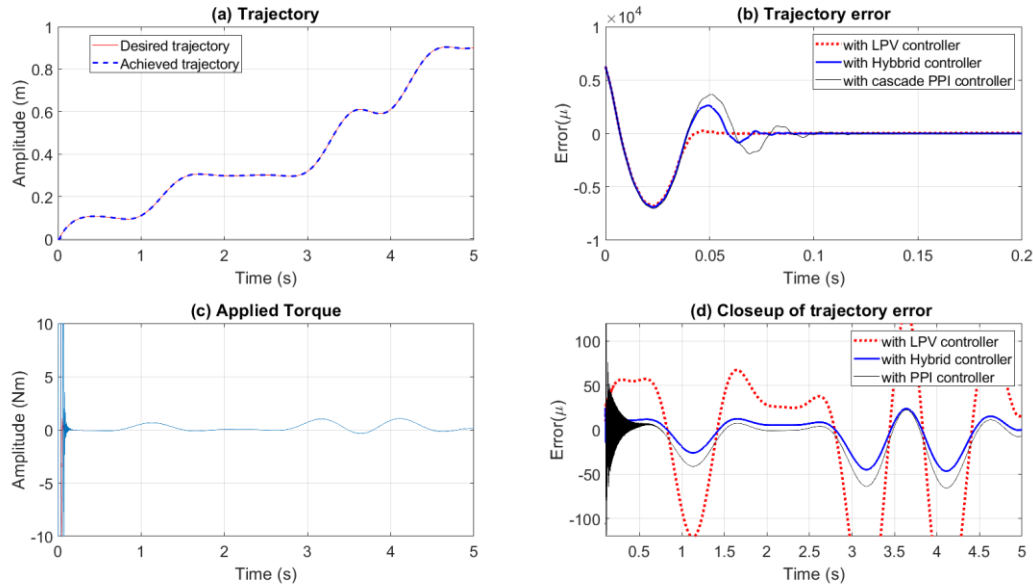 (a) Trajectory
Amplitude (m)
1
0.8
0.6
0.4
0.2
0
Desired trajectory
Achieved trajectory
0 1 2 3 4 5
Time (s)
(b) Trajectory error
×10⁴
Error(μ)
1
0.5
0
-0.5
-1
with LPV controller
with Hybbrid controller
with cascade PPI controller
0 0.05 0.1 0.15 0.2
Time (s)
(c) Applied Torque
Amplitude (Nm)
10
5
0
-5
-10
0 1 2 3 4 5
Time (s)
(d) Closeup of trajectory error
Error(μ)
100
50
0
-50
-100
with LPV controller
with Hybrid controller
with PPI controller
0.5 1 1.5 2 2.5 3 3.5 4 4.5 5
Time (s)